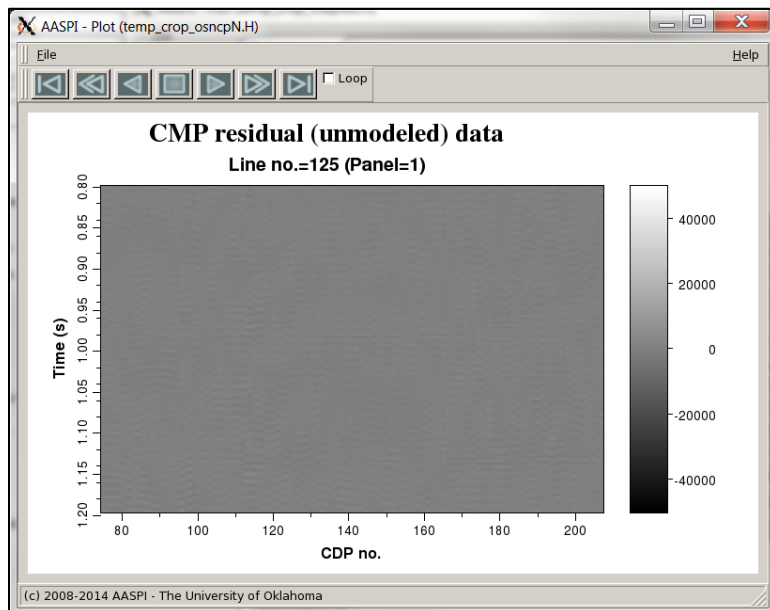 AASPI - Plot (temp_crop_osncpN.H)
File
Help
Loop
CMP residual (unmodeled) data
Line no.=125 (Panel=1)
Time (s)
0.80
0.85
0.90
0.95
1.00
1.05
1.10
1.15
1.20
80
100
120
140
160
180
200
CDP no.
40000
20000
0
-20000
-40000
(c) 2008-2014 AASPI - The University of Oklahoma